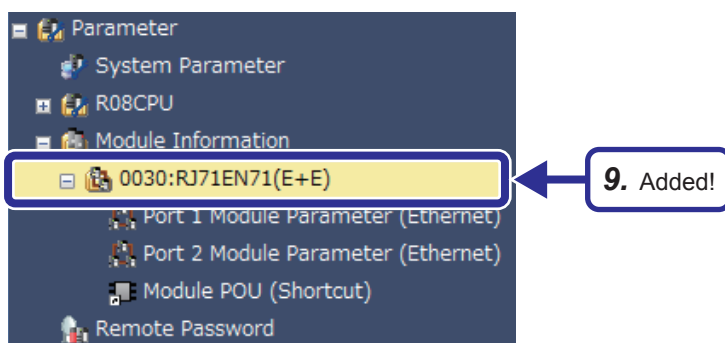 Parameter
System Parameter
R08CPU
Module Information
0030:RJ71EN71(E+E)
9. Added!
Port 1 Module Parameter (Ethernet)
Port 2 Module Parameter (Ethernet)
Module POU (Shortcut)
Remote Password